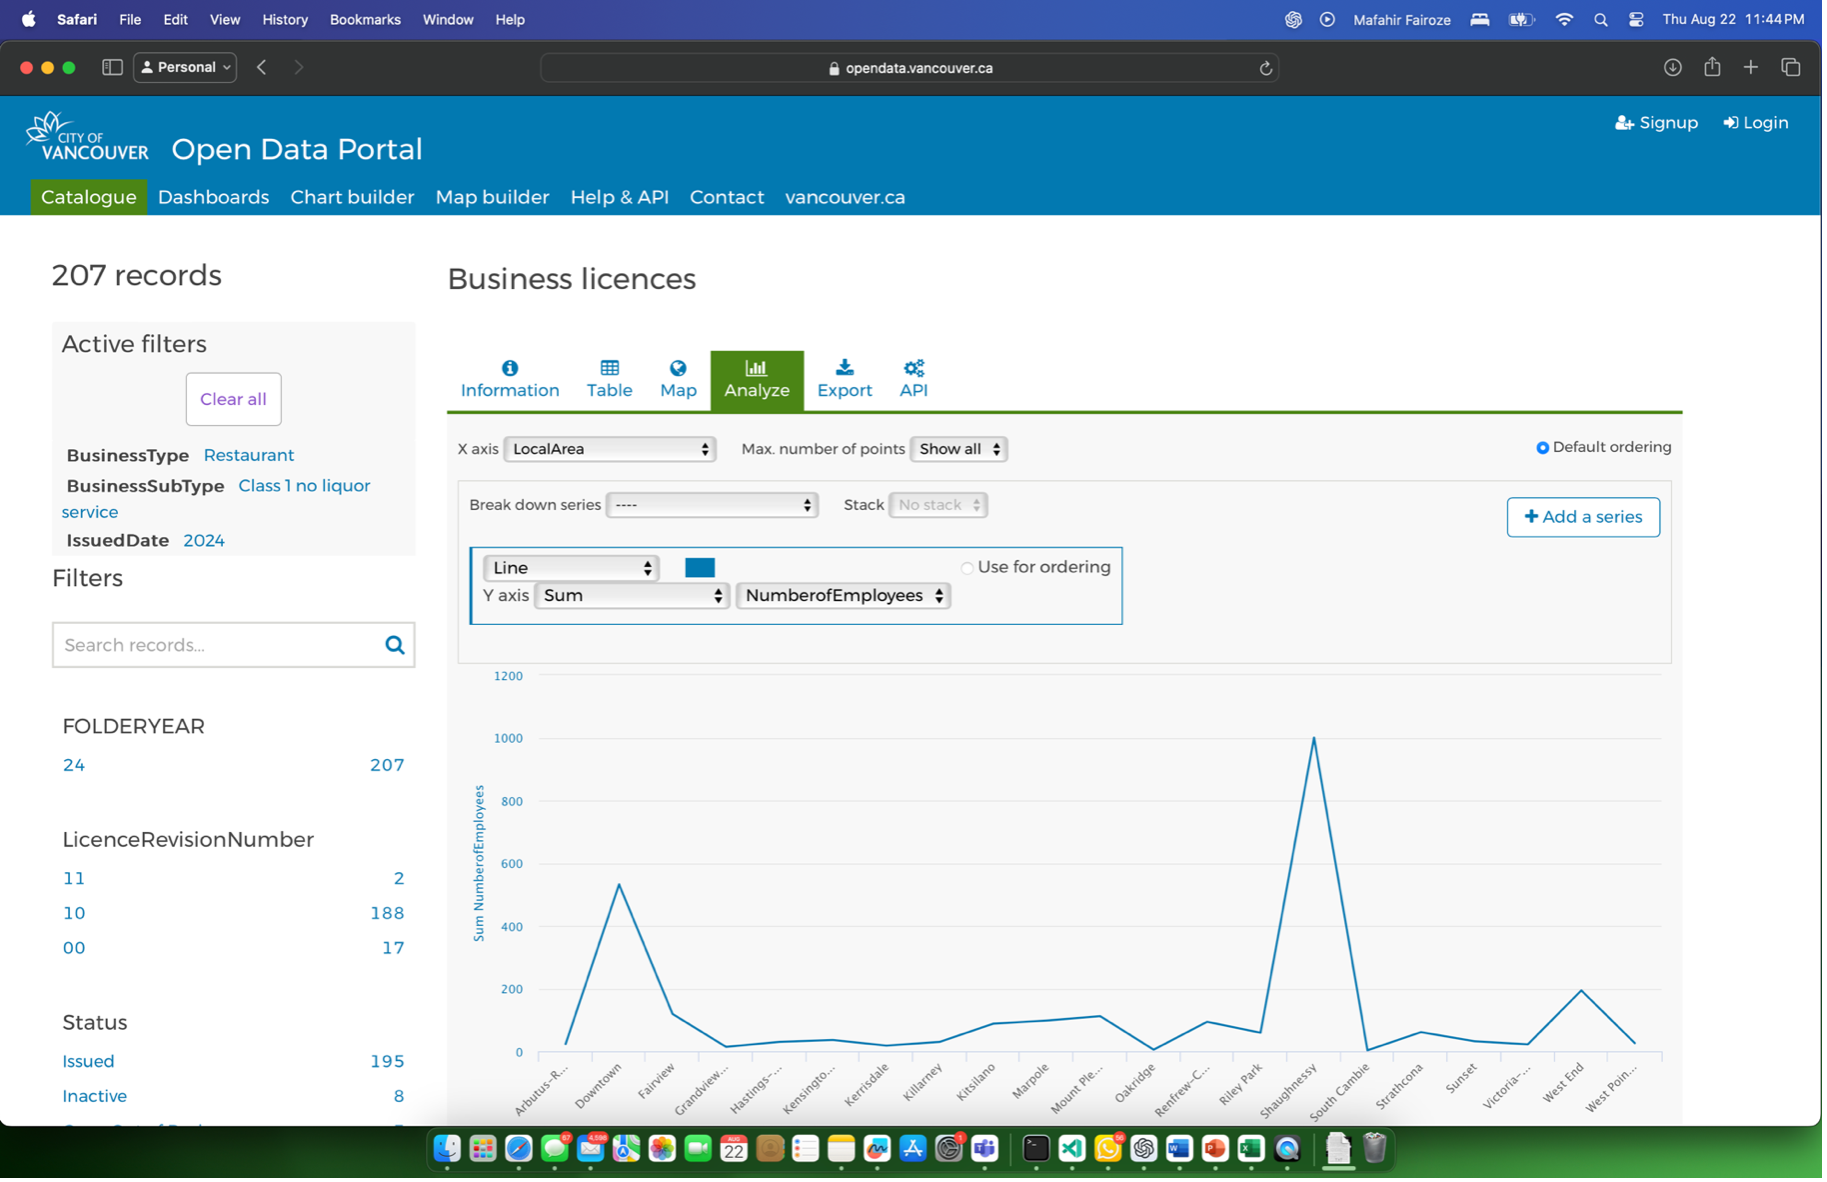 Safari File Edit View History Bookmarks Window Help Mafahir Fairoze Thu Aug 22 11:44 PM
Personal opendata.vancouver.ca
Signup Login
CITY OF
VANCOUVER Open Data Portal
Catalogue Dashboards Chart builder Map builder Help & API Contact vancouver.ca
207 records
Active filters
Clear all
BusinessType Restaurant
BusinessSubType Class 1 no liquor
service
IssuedDate 2024
Filters
Search records...
FOLDERYEAR
24 207
LicenceRevisionNumber
11 2
10 188
00 17
Status
Issued 195
Inactive 8
Business licences
Information Table Map Analyze Export API
X axis LocalArea Max. number of points Show all Default ordering
Break down series ---- Stack No stack + Add a series
Line Use for ordering
Y axis Sum NumberofEmployees
1200
1000
800
600
400
200
0
Sum NumberofEmployees
Arbutus-R... Downtown Fairview Grandview... Hastings-... Kensingto... Kerrisdale Killarney Kitsilano Marpole Mount Ple... Oakridge Renfrew-C... Riley Park Shaughnessy South Cambie Strathcona Sunset Victoria-... West End West Poin...
AUG
22